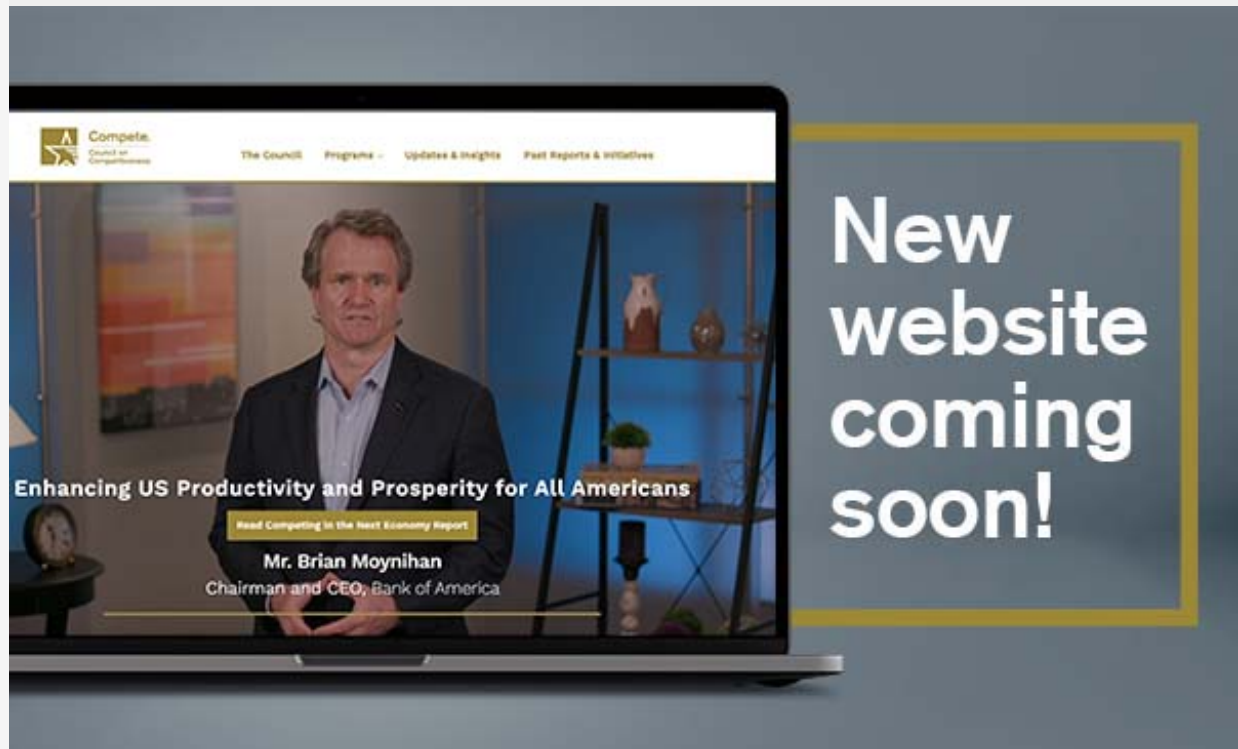 Compete.
Council on
Competitiveness
The Council Programs Updates & Insights Past Reports & Initiatives
Enhancing US Productivity and Prosperity for All Americans
Read Competing in the Next Economy Report
Mr. Brian Moynihan
Chairman and CEO, Bank of America
New
website
coming
soon!